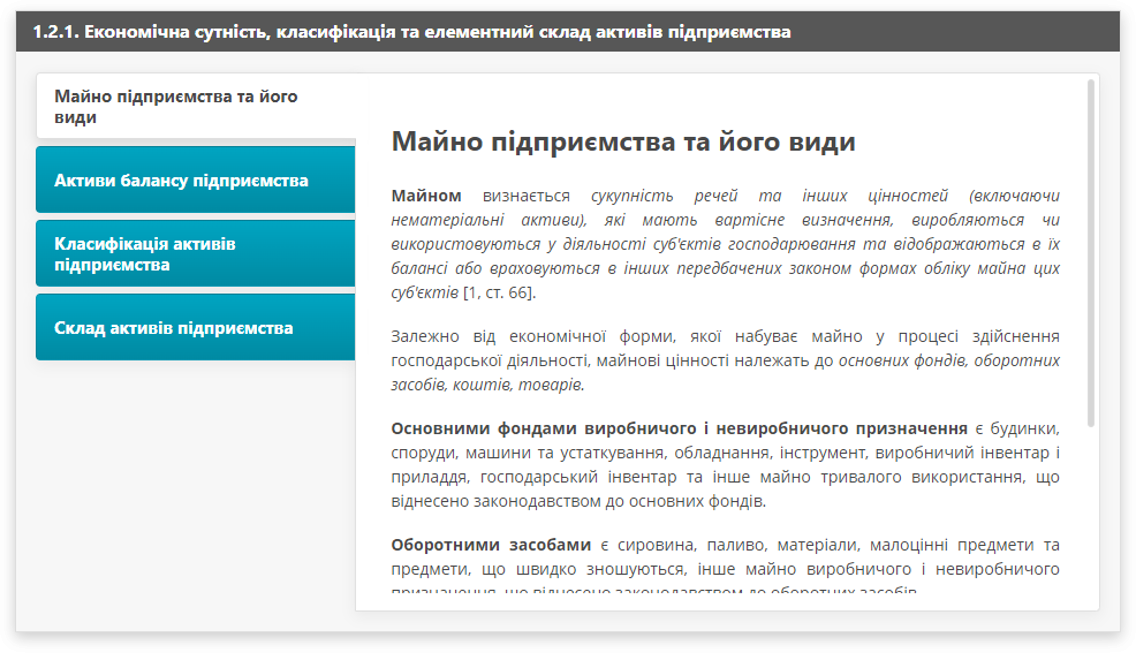 1.2.1. Економічна сутність, класифікація та елементний склад активів підприємства
Майно підприємства та його
види
Активи балансу підприємства
Класифікація активів
підприємства
Склад активів підприємства
Майно підприємства та його види
Майном визнається сукупність речей та інших цінностей (включаючи
нематеріальні активи), які мають вартісне визначення, виробляються чи
використовуються у діяльності суб'єктів господарювання та відображаються в їх
балансі або враховуються в інших передбачених законом формах обліку майна цих
суб'єктів [1, ст. 66].
Залежно від економічної форми, якої набуває майно у процесі здійснення
господарської діяльності, майнові цінності належать до основних фондів, оборотних
засобів, коштів, товарів.
Основними фондами виробничого і невиробничого призначення є будинки,
споруди, машини та устаткування, обладнання, інструмент, виробничий інвентар і
приладдя, господарський інвентар та інше майно тривалого використання, що
віднесено законодавством до основних фондів.
Оборотними засобами є сировина, паливо, матеріали, малоцінні предмети та
предмети, що швидко зношуються, інше майно виробничого і невиробничого
призначення, що віднесено законодавством до оборотних засобів.